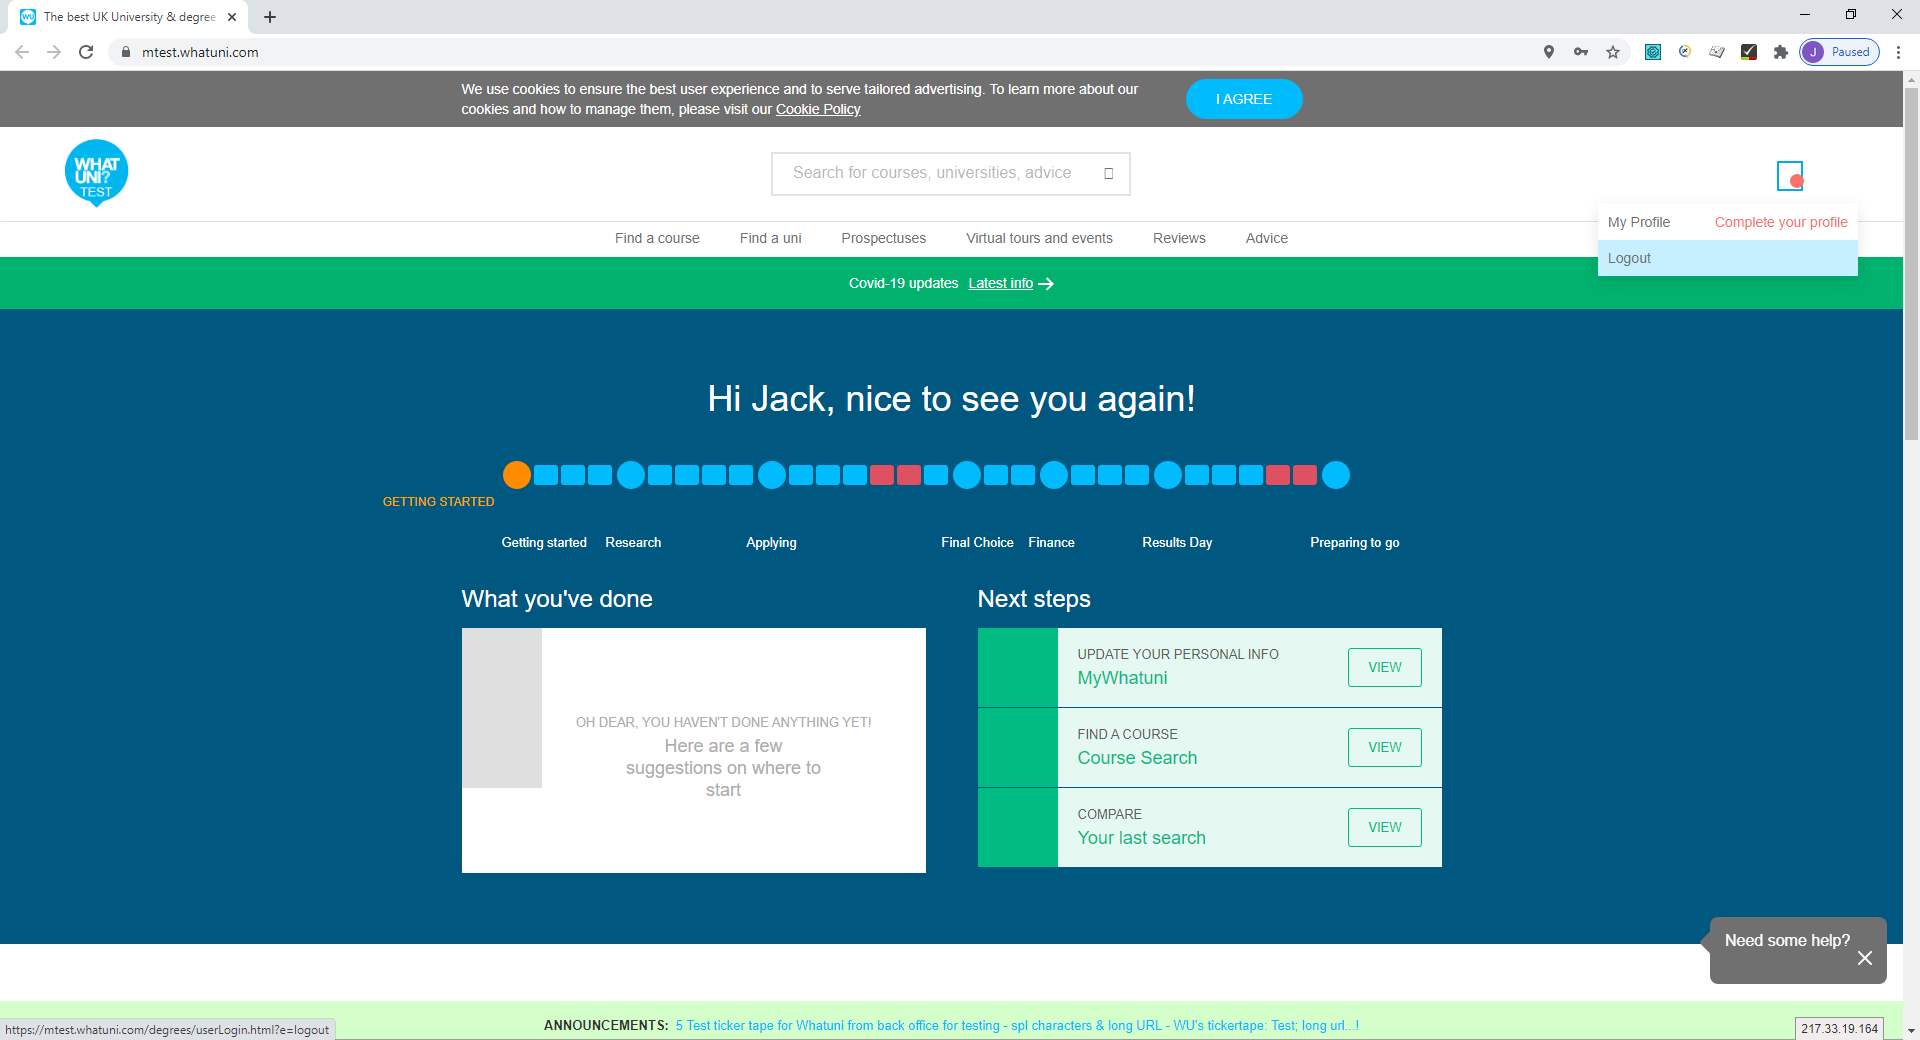 The best UK University & degree
mtest.whatuni.com
J Paused
We use cookies to ensure the best user experience and to serve tailored advertising. To learn more about our
cookies and how to manage them, please visit our Cookie Policy
I AGREE
WHAT
UNI?
TEST
Search for courses, universities, advice
My Profile Complete your profile
Logout
Find a course Find a uni Prospectuses Virtual tours and events Reviews Advice
Covid-19 updates Latest info
Hi Jack, nice to see you again!
GETTING STARTED
Getting started Research Applying Final Choice Finance Results Day Preparing to go
What you've done
OH DEAR, YOU HAVEN'T DONE ANYTHING YET!
Here are a few
suggestions on where to
start
Next steps
UPDATE YOUR PERSONAL INFO
MyWhatuni
VIEW
FIND A COURSE
Course Search
VIEW
COMPARE
Your last search
VIEW
Need some help?
ANNOUNCEMENTS: 5 Test ticker tape for Whatuni from back office for testing - spl characters & long URL - WU's tickertape: Test; long url...!
https://mtest.whatuni.com/degrees/userLogin.html?e=logout
217.33.19.164